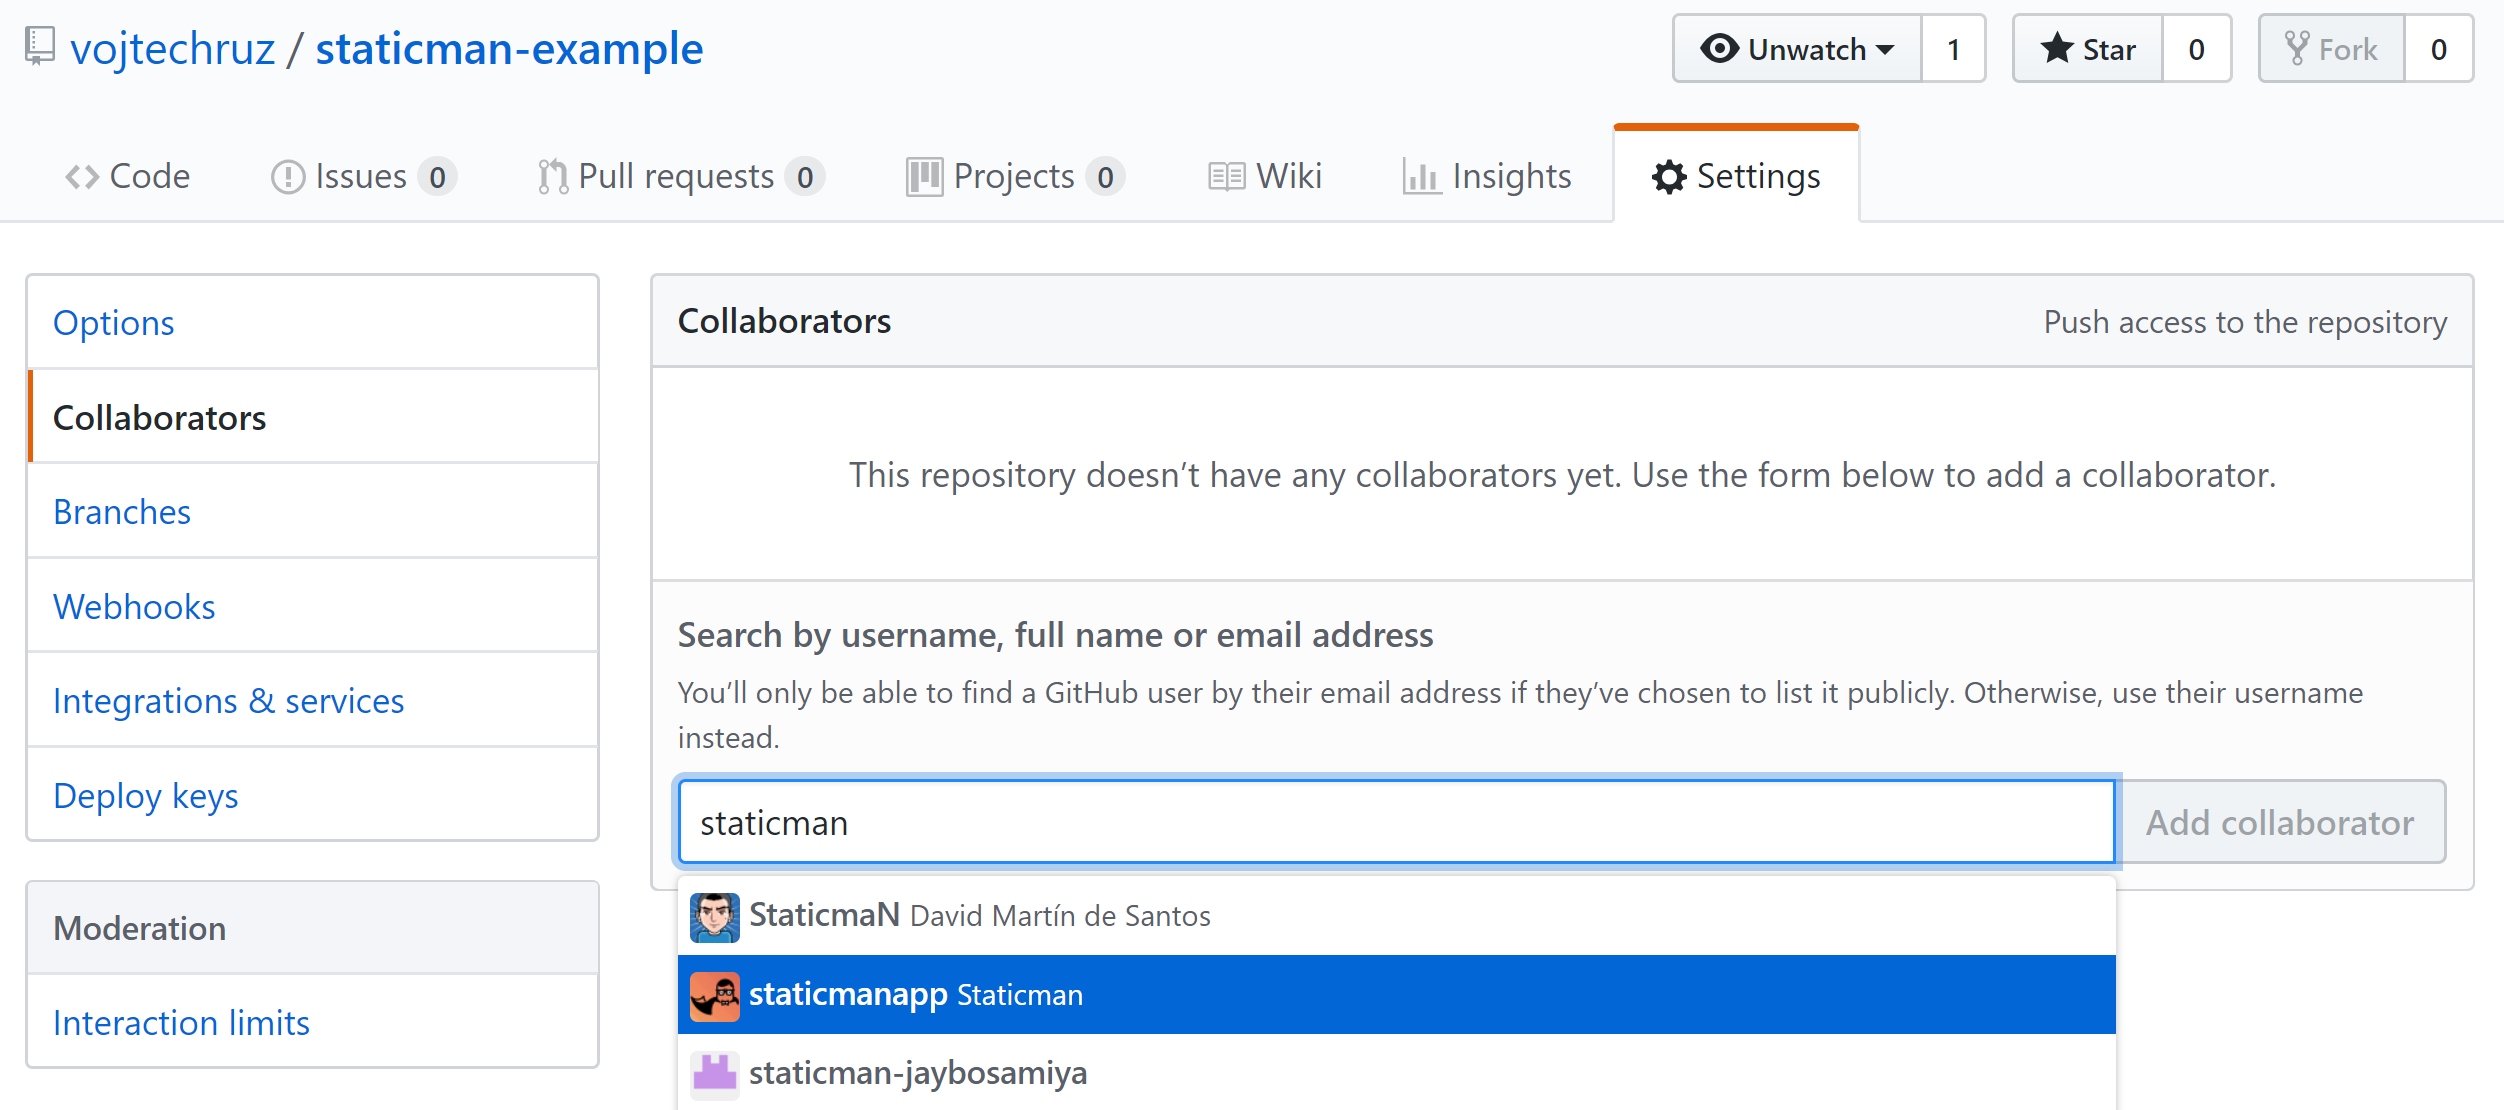 vojtechruz / staticman-example
Unwatch 1
Star 0
Fork 0
Code
Issues 0
Pull requests 0
Projects 0
Wiki
Insights
Settings
Options
Collaborators
Branches
Webhooks
Integrations & services
Deploy keys
Moderation
Interaction limits
Collaborators
Push access to the repository
This repository doesn’t have any collaborators yet. Use the form below to add a collaborator.
Search by username, full name or email address
You’ll only be able to find a GitHub user by their email address if they’ve chosen to list it publicly. Otherwise, use their username
instead.
staticman
Add collaborator
StaticmaN David Martín de Santos
staticmanapp Staticman
staticman-jaybosamiya